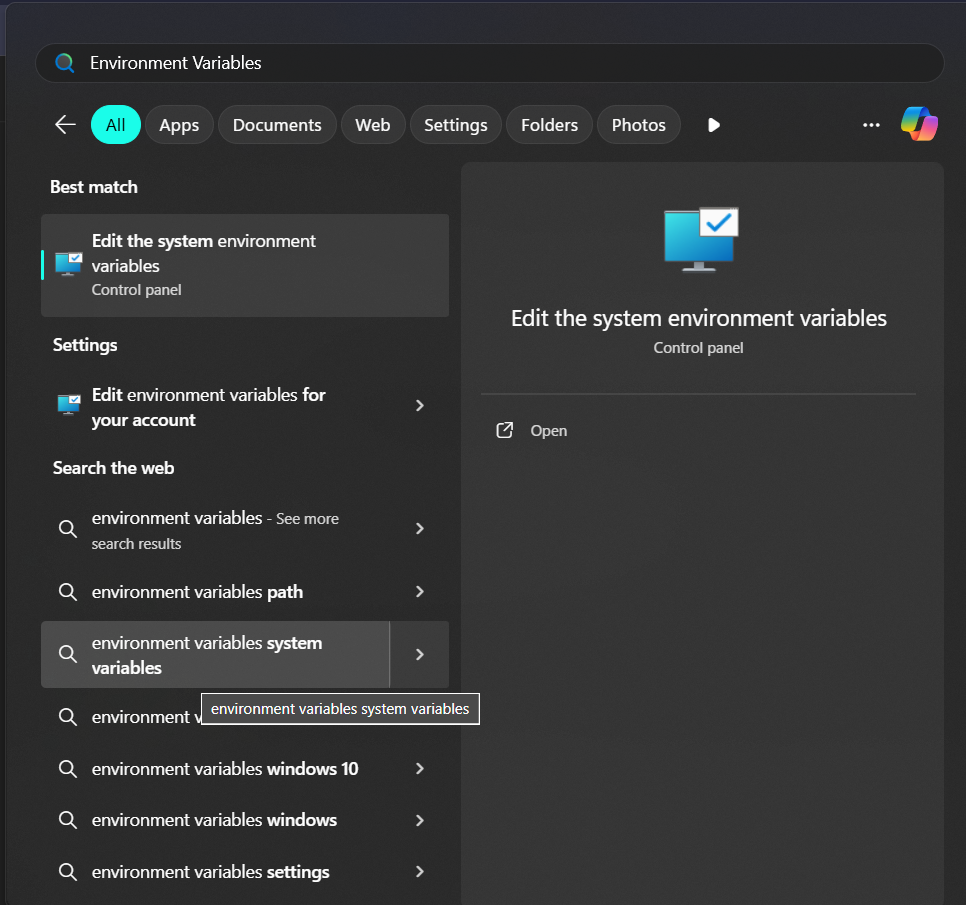 Environment Variables
All Apps Documents Web Settings Folders Photos
Best match
Edit the system environment
variables
Control panel
Settings
Edit environment variables for
your account
Search the web
environment variables - See more
search results
environment variables path
environment variables system
variables
environment v
environment variables system variables
environment variables windows 10
environment variables windows
environment variables settings
Edit the system environment variables
Control panel
Open